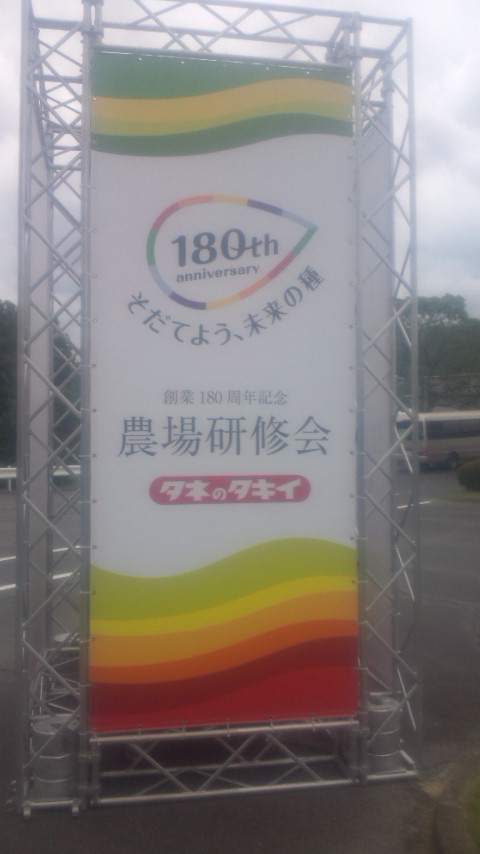 180th
anniversary
そだてよう、未来の種
創業180周年記念
農場研修会
タネのタキイ